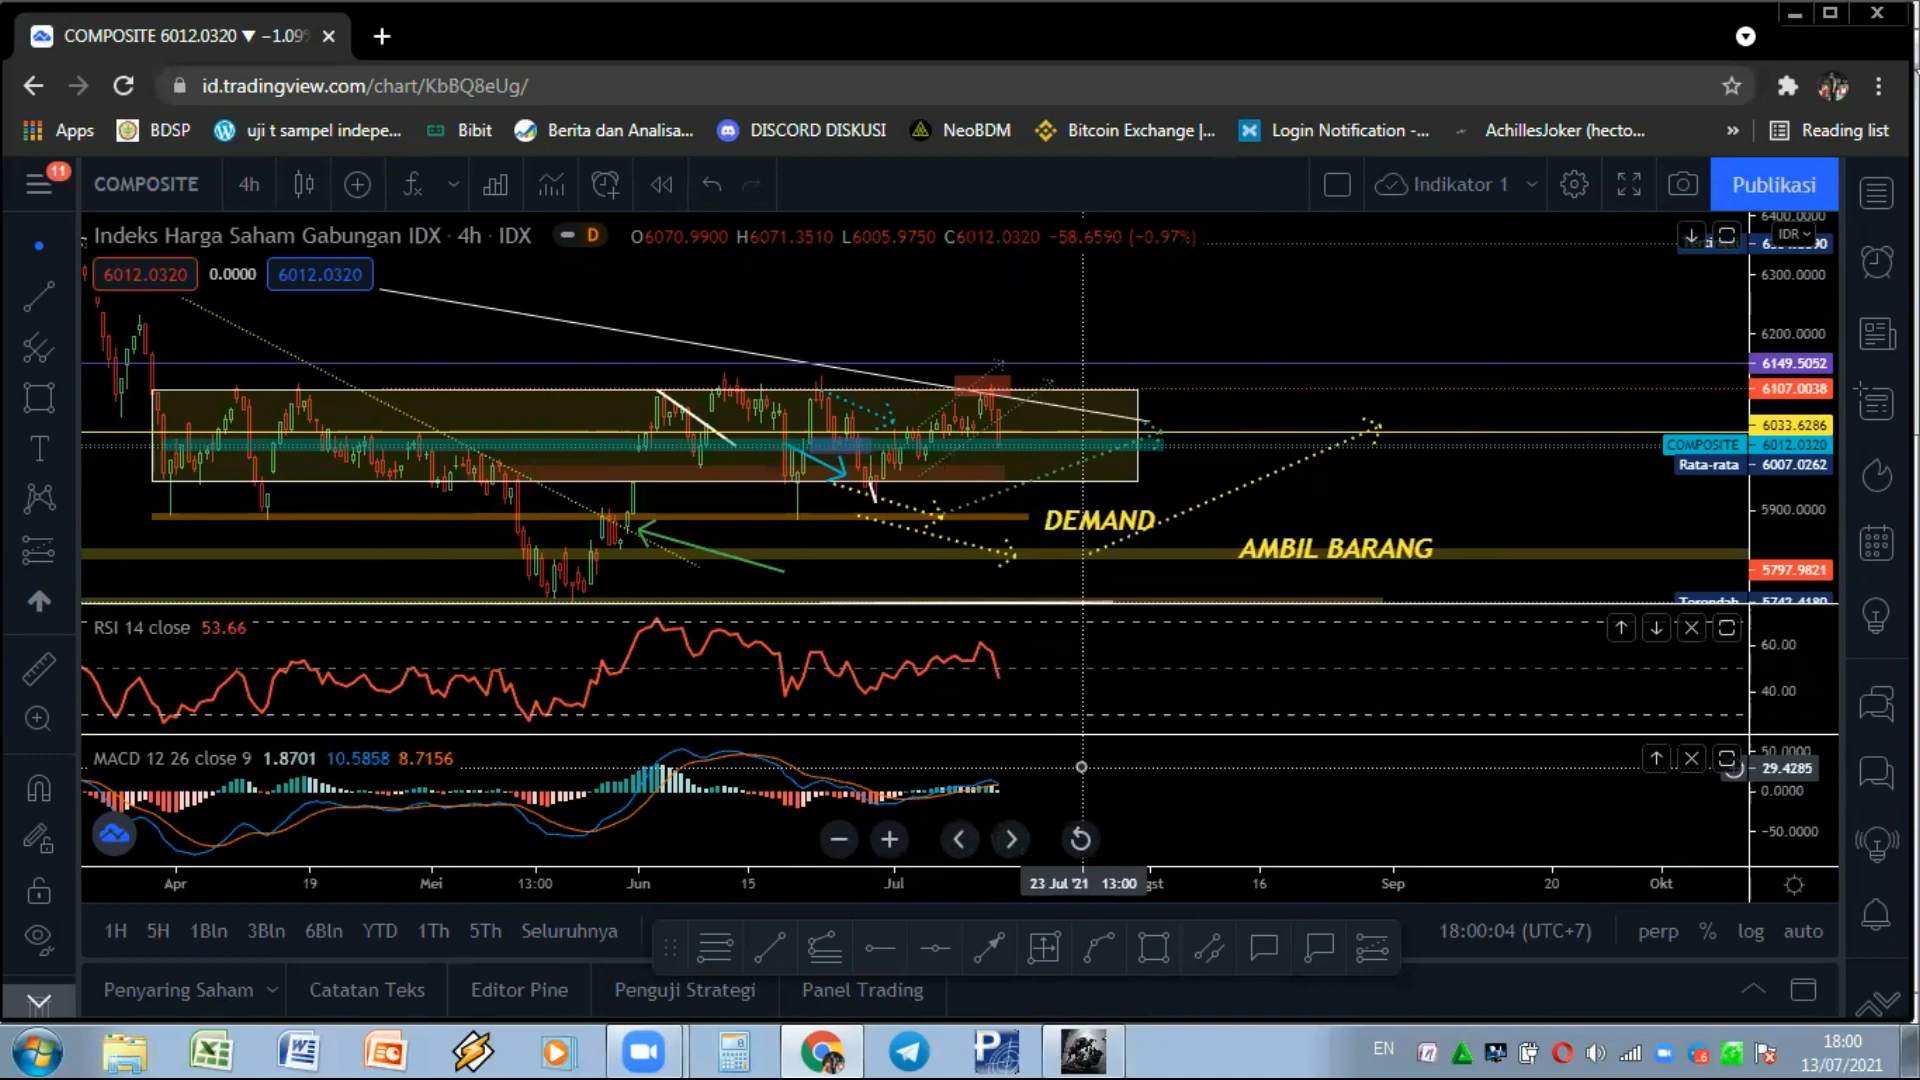 COMPOSITE 6012.0320 ▼ −1.09%
id.tradingview.com/chart/KbBQ8eUg/
Apps BDSP uji t sampel indepe... Bibit Berita dan Analisa... DISCORD DISKUSI NeoBDM Bitcoin Exchange |... Login Notification -... AchillesJoker (hecto... » Reading list
11
COMPOSITE 4h Indikator 1 Publikasi
Indeks Harga Saham Gabungan IDX · 4h · IDX D O6070.9900 H6071.3510 L6005.9750 C6012.0320 −58.6590 (−0.97%)
IDR
6012.0320 0.0000 6012.0320
6400.0000
6300.0000
6200.0000
6149.5052
6107.0038
6033.6286
COMPOSITE 6012.0320
Rata-rata 6007.0262
5900.0000
DEMAND
AMBIL BARANG
5797.9821
Terendah 5742.4180
RSI 14 close 53.66
60.00
40.00
MACD 12 26 close 9 1.8701 10.5858 8.7156
50.0000
29.4285
0.0000
−50.0000
Apr 19 Mei 13:00 Jun 15 Jul 23 Jul '21 13:00 gst 16 Sep 20 Okt
1H 5H 1Bln 3Bln 6Bln YTD 1Th 5Th Seluruhnya
18:00:04 (UTC+7) perp % log auto
Penyaring Saham Catatan Teks Editor Pine Penguji Strategi Panel Trading
EN
18:00
13/07/2021